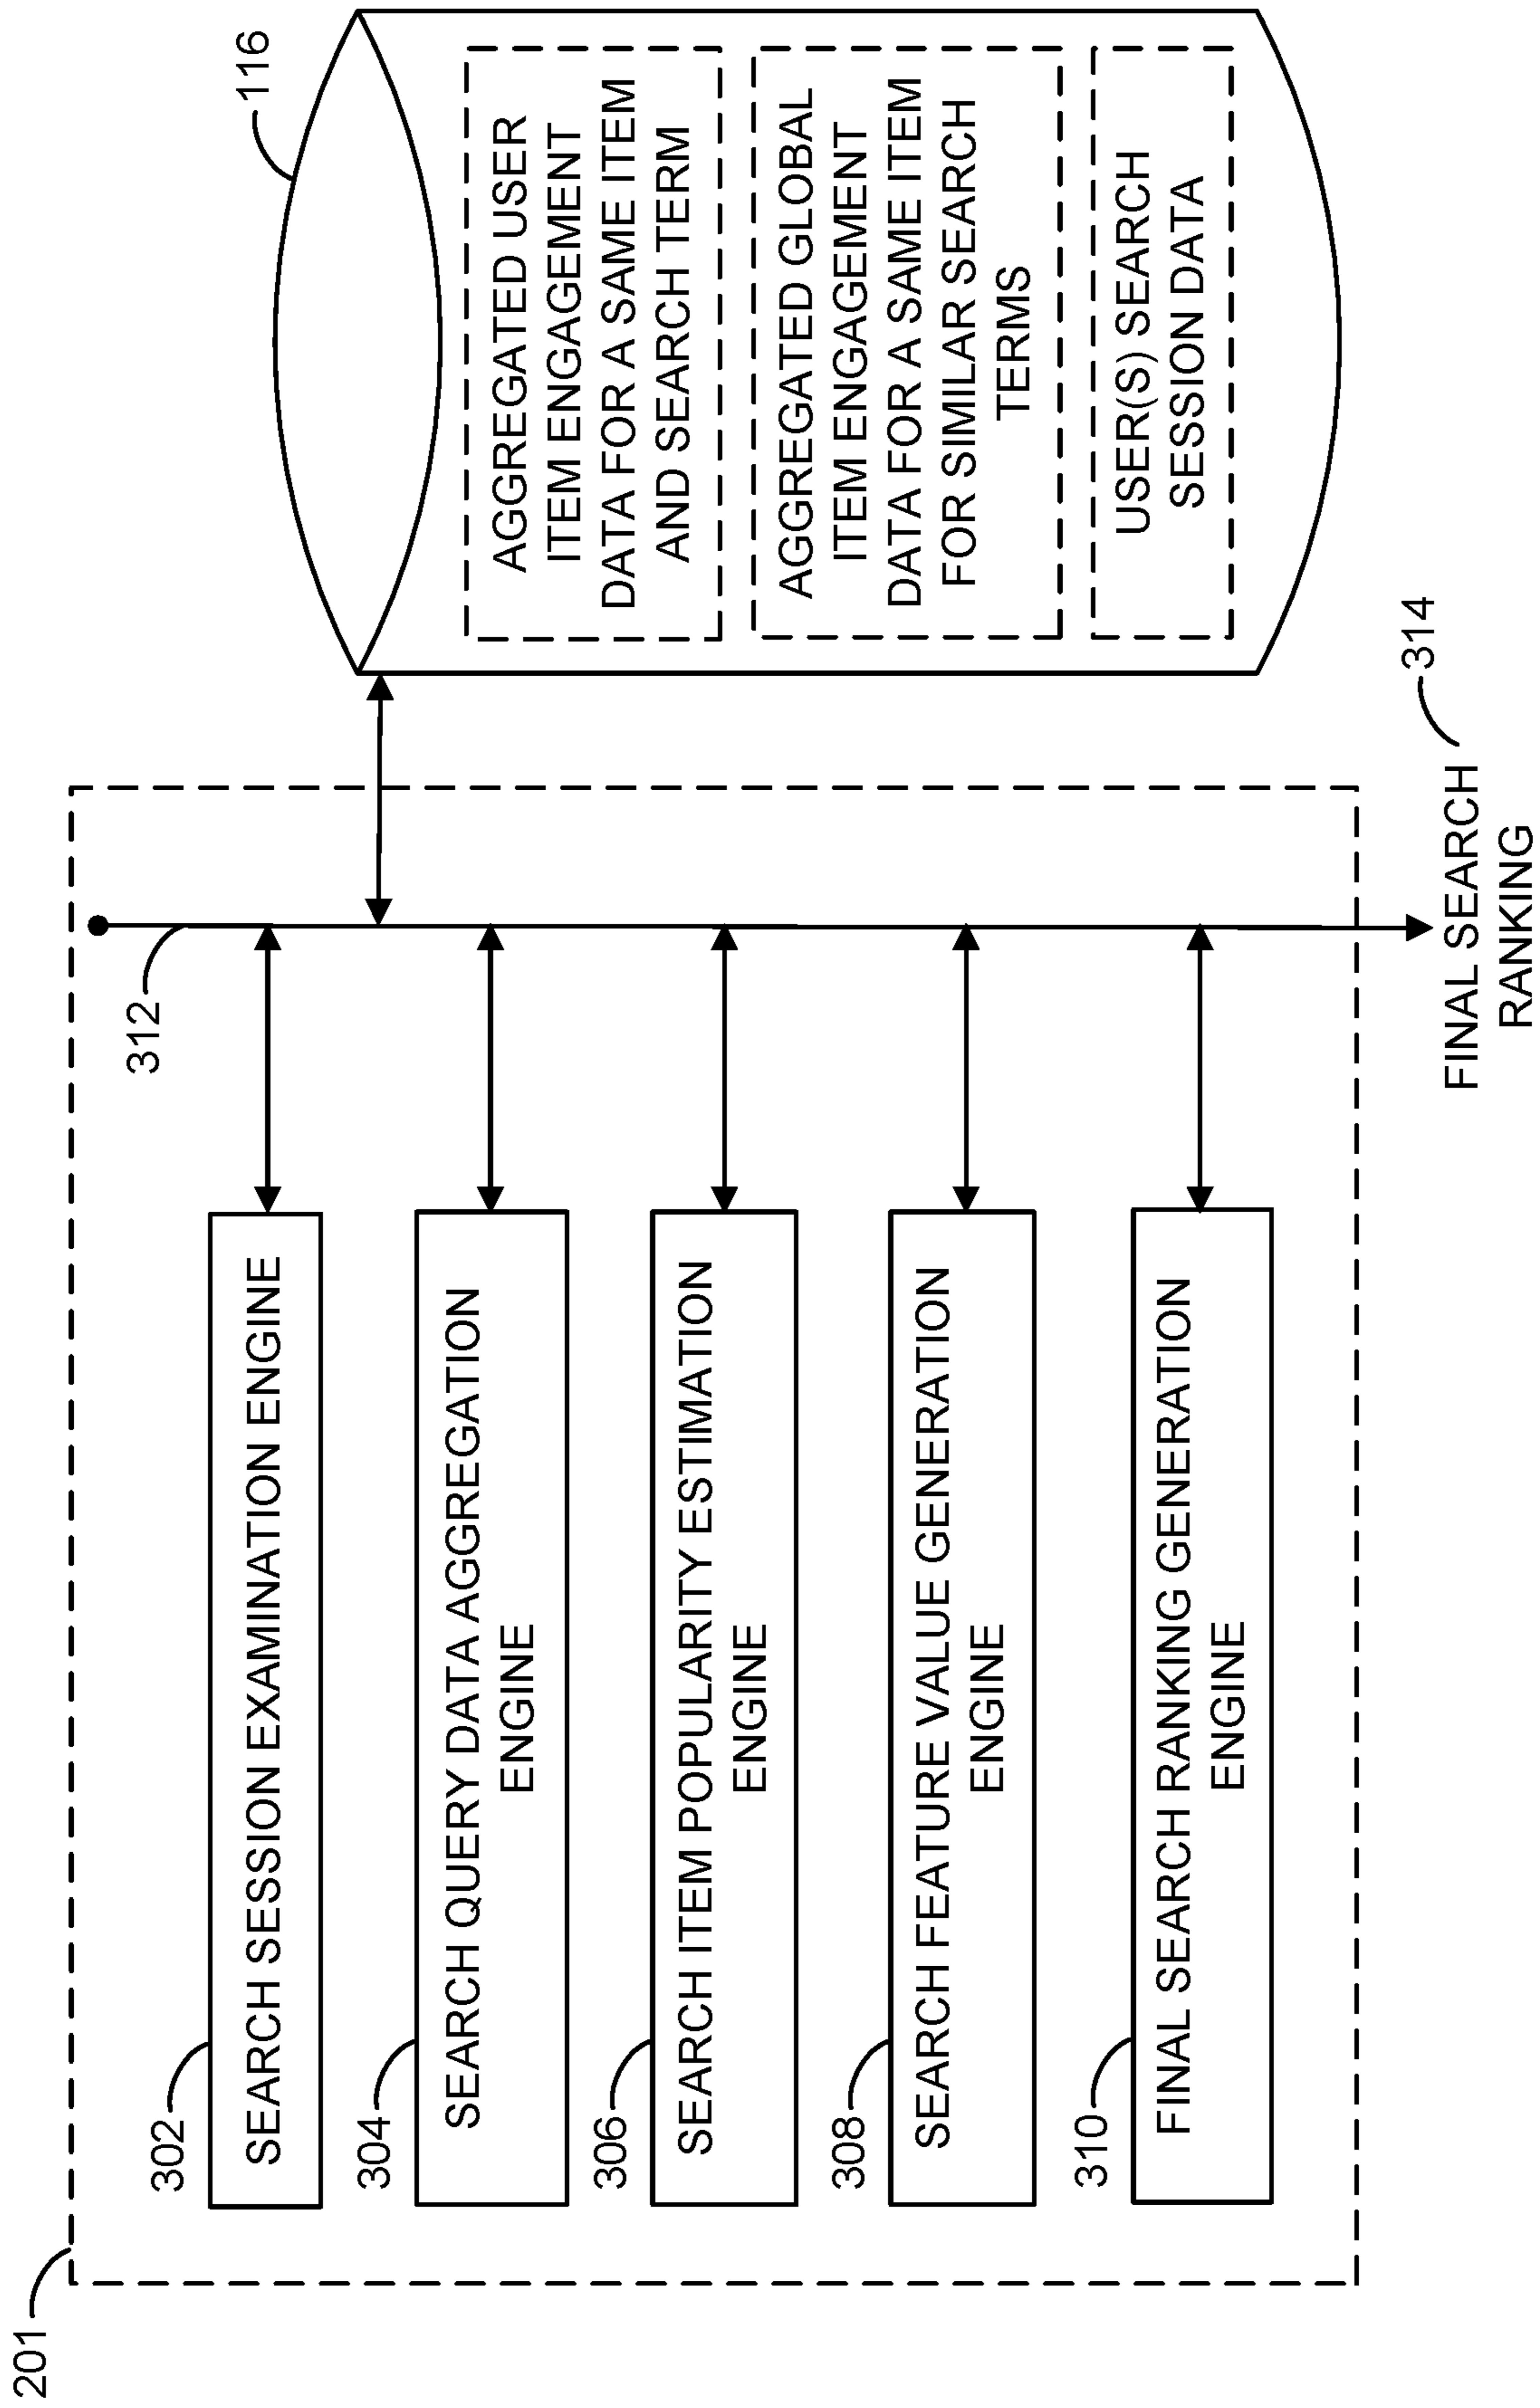 201
302
SEARCH SESSION EXAMINATION ENGINE
304
SEARCH QUERY DATA AGGREGATION
ENGINE
306
SEARCH ITEM POPULARITY ESTIMATION
ENGINE
308
SEARCH FEATURE VALUE GENERATION
ENGINE
310
FINAL SEARCH RANKING GENERATION
ENGINE
312
116
AGGREGATED USER
ITEM ENGAGEMENT
DATA FOR A SAME ITEM
AND SEARCH TERM
AGGREGATED GLOBAL
ITEM ENGAGEMENT
DATA FOR A SAME ITEM
FOR SIMILAR SEARCH
TERMS
USER(S) SEARCH
SESSION DATA
314
FINAL SEARCH
RANKING